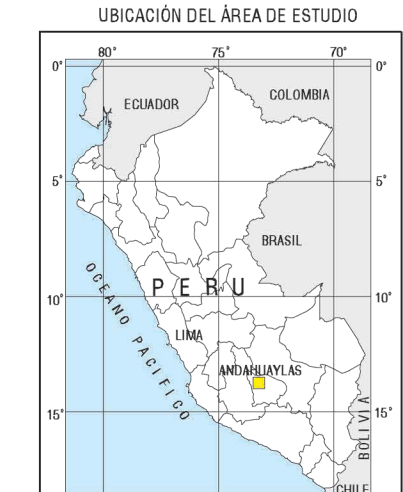 UBICACIÓN DEL ÁREA DE ESTUDIO
80° 75° 70°
0° 0°
ECUADOR
COLOMBIA
5° 5°
BRASIL
OCEANO PACIFICO
PERU
10° 10°
LIMA
ANDAHUAYLAS
15° 15°
BOLIVIA
CHILE